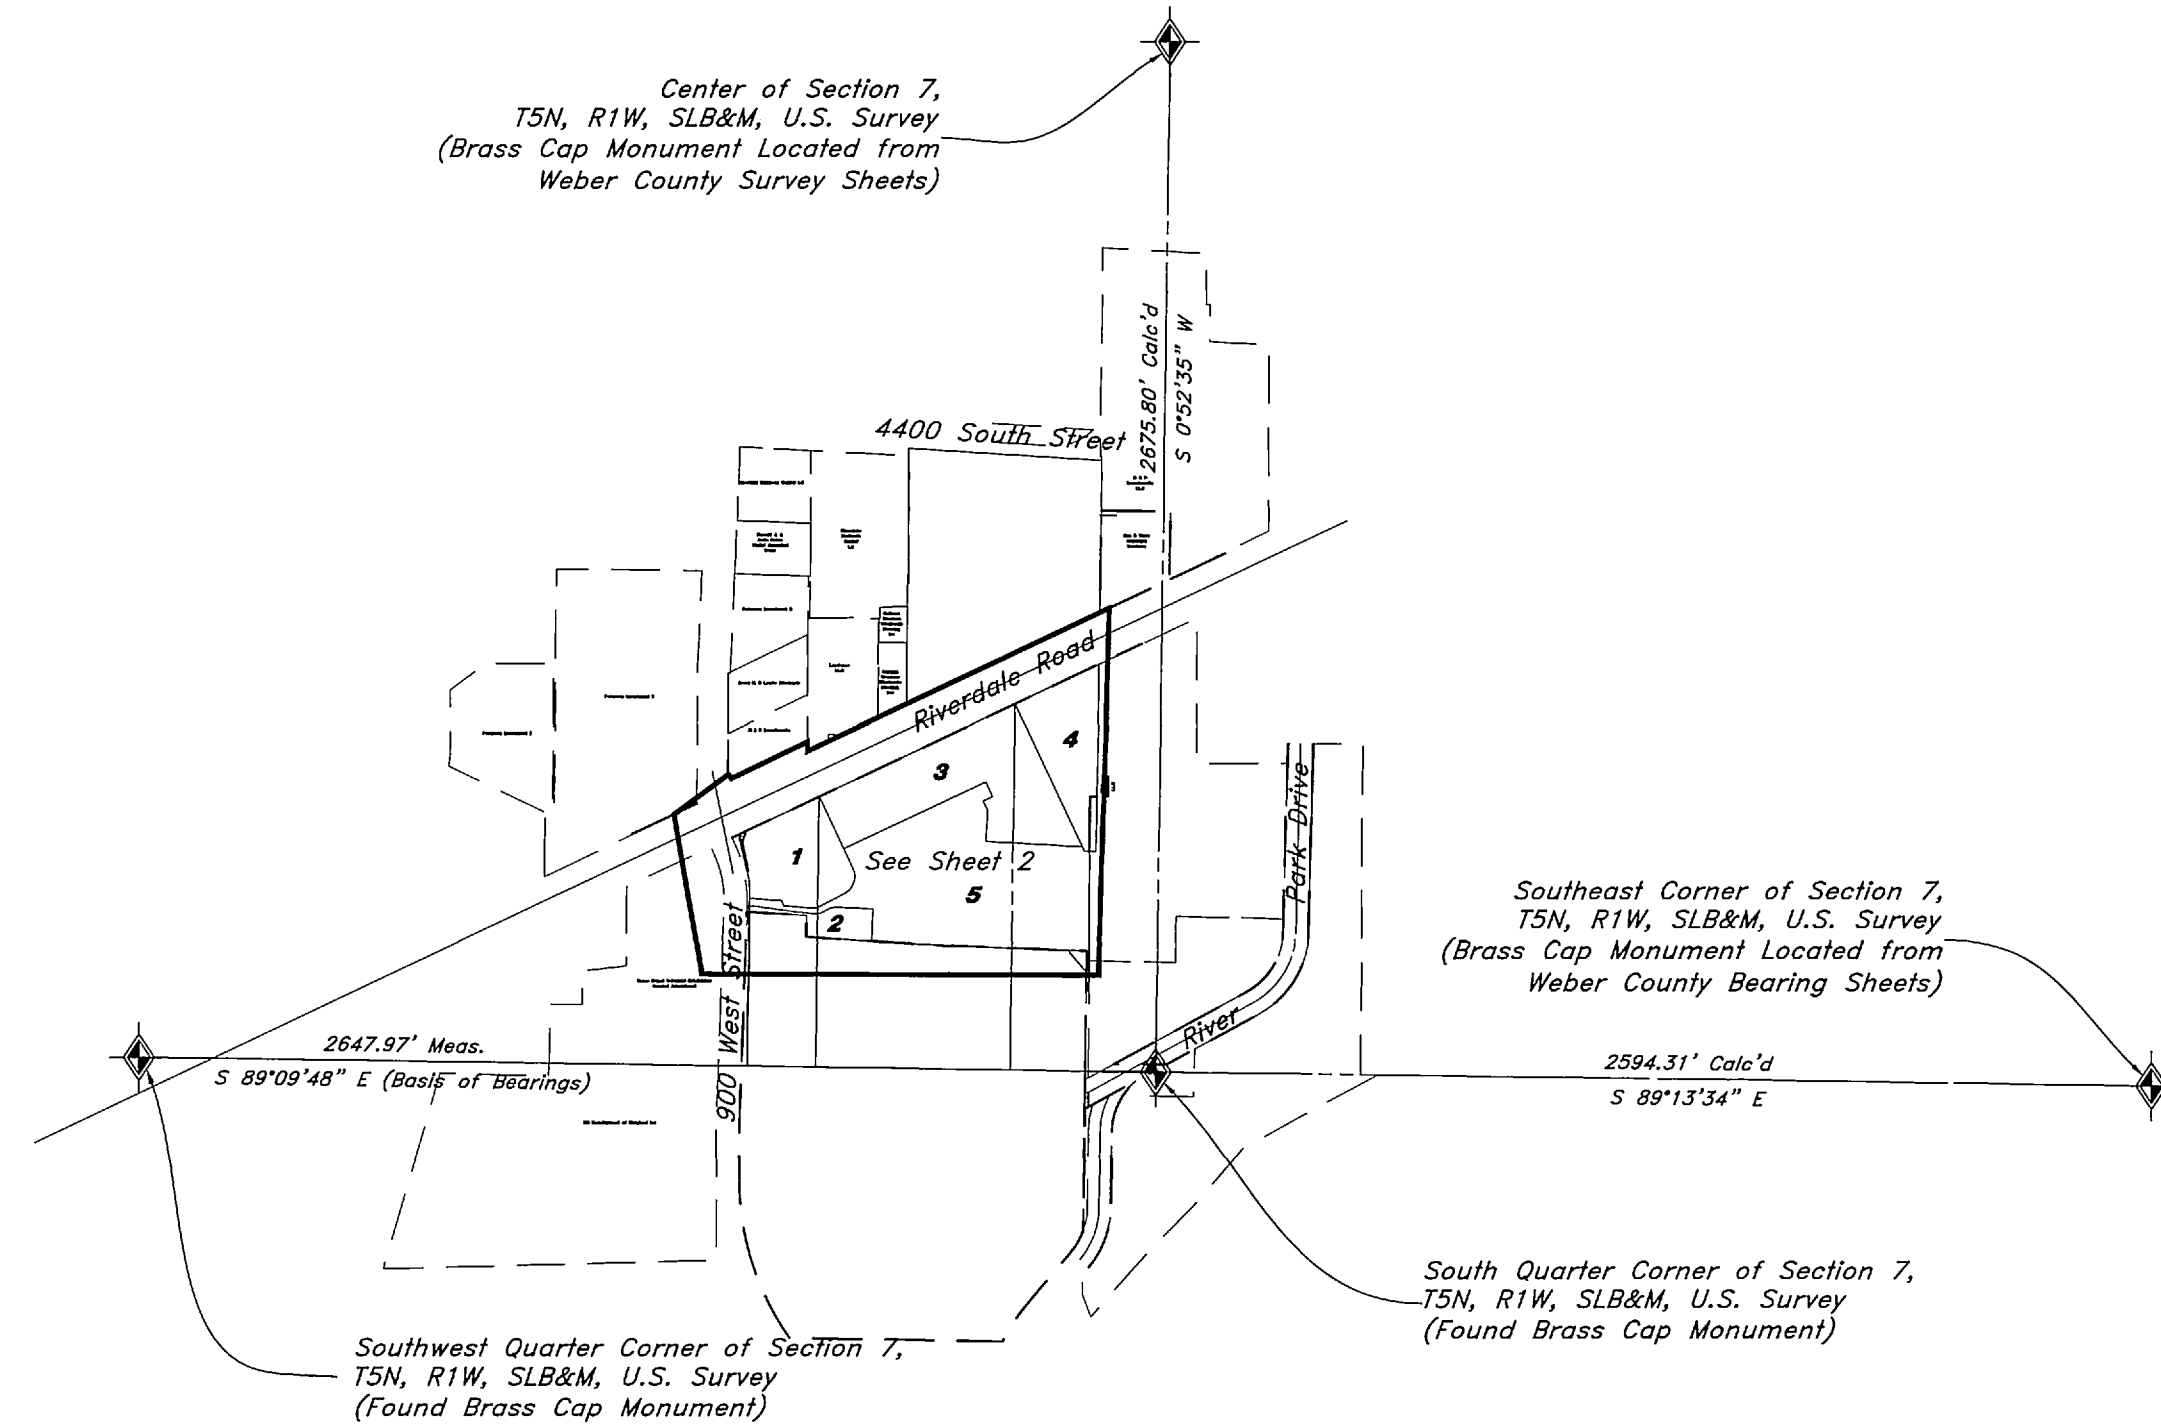 Center of Section 7,
T5N, R1W, SLB&M, U.S. Survey
(Brass Cap Monument Located from
Weber County Survey Sheets)
2675.80' Calc'd
S 0°52'35" W
4400 South Street
Riverdale Road
4
3
1
See Sheet 2
5
2
Park Drive
900 West Street
River
Southeast Corner of Section 7,
T5N, R1W, SLB&M, U.S. Survey
(Brass Cap Monument Located from
Weber County Bearing Sheets)
2647.97' Meas.
S 89°09'48" E (Basis of Bearings)
2594.31' Calc'd
S 89°13'34" E
South Quarter Corner of Section 7,
T5N, R1W, SLB&M, U.S. Survey
(Found Brass Cap Monument)
Southwest Quarter Corner of Section 7,
T5N, R1W, SLB&M, U.S. Survey
(Found Brass Cap Monument)